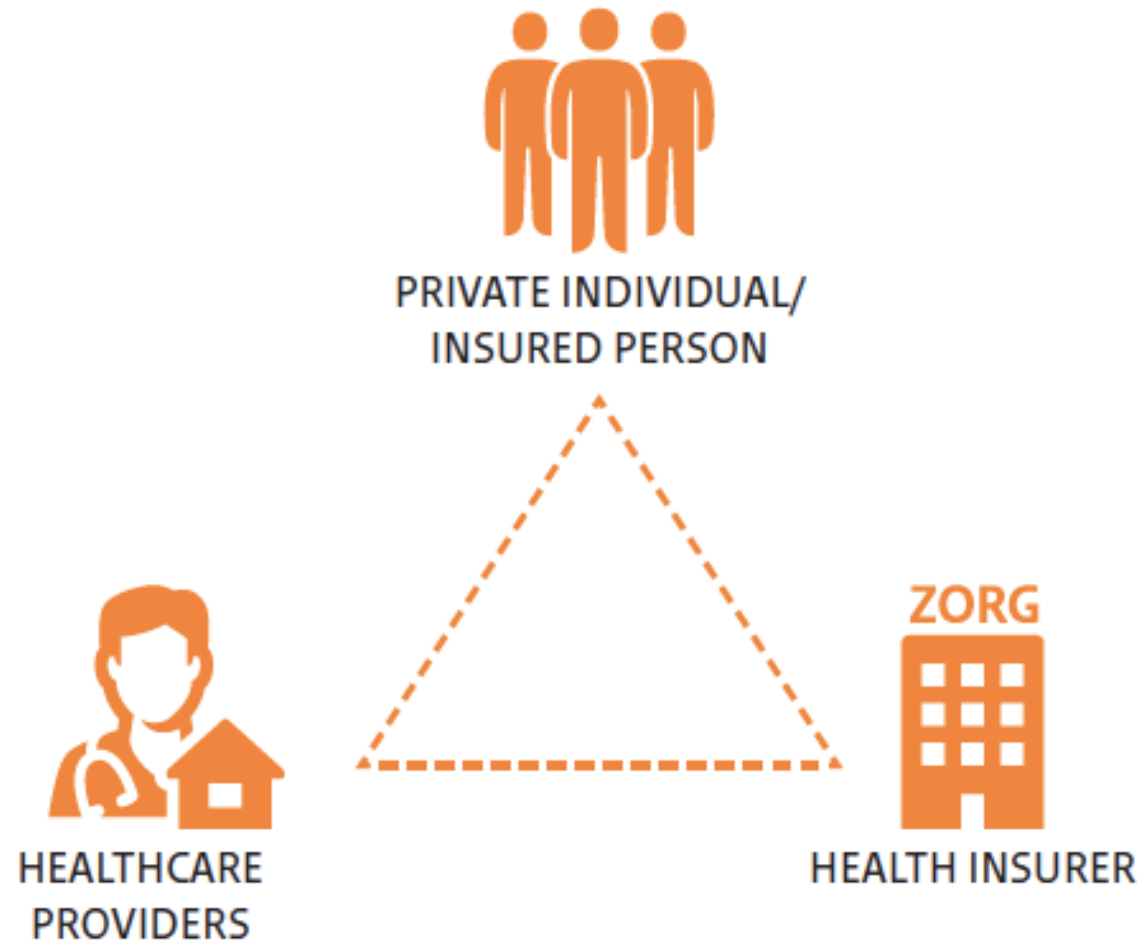 PRIVATE INDIVIDUAL/
INSURED PERSON
ZORG
HEALTHCARE
PROVIDERS
HEALTH INSURER